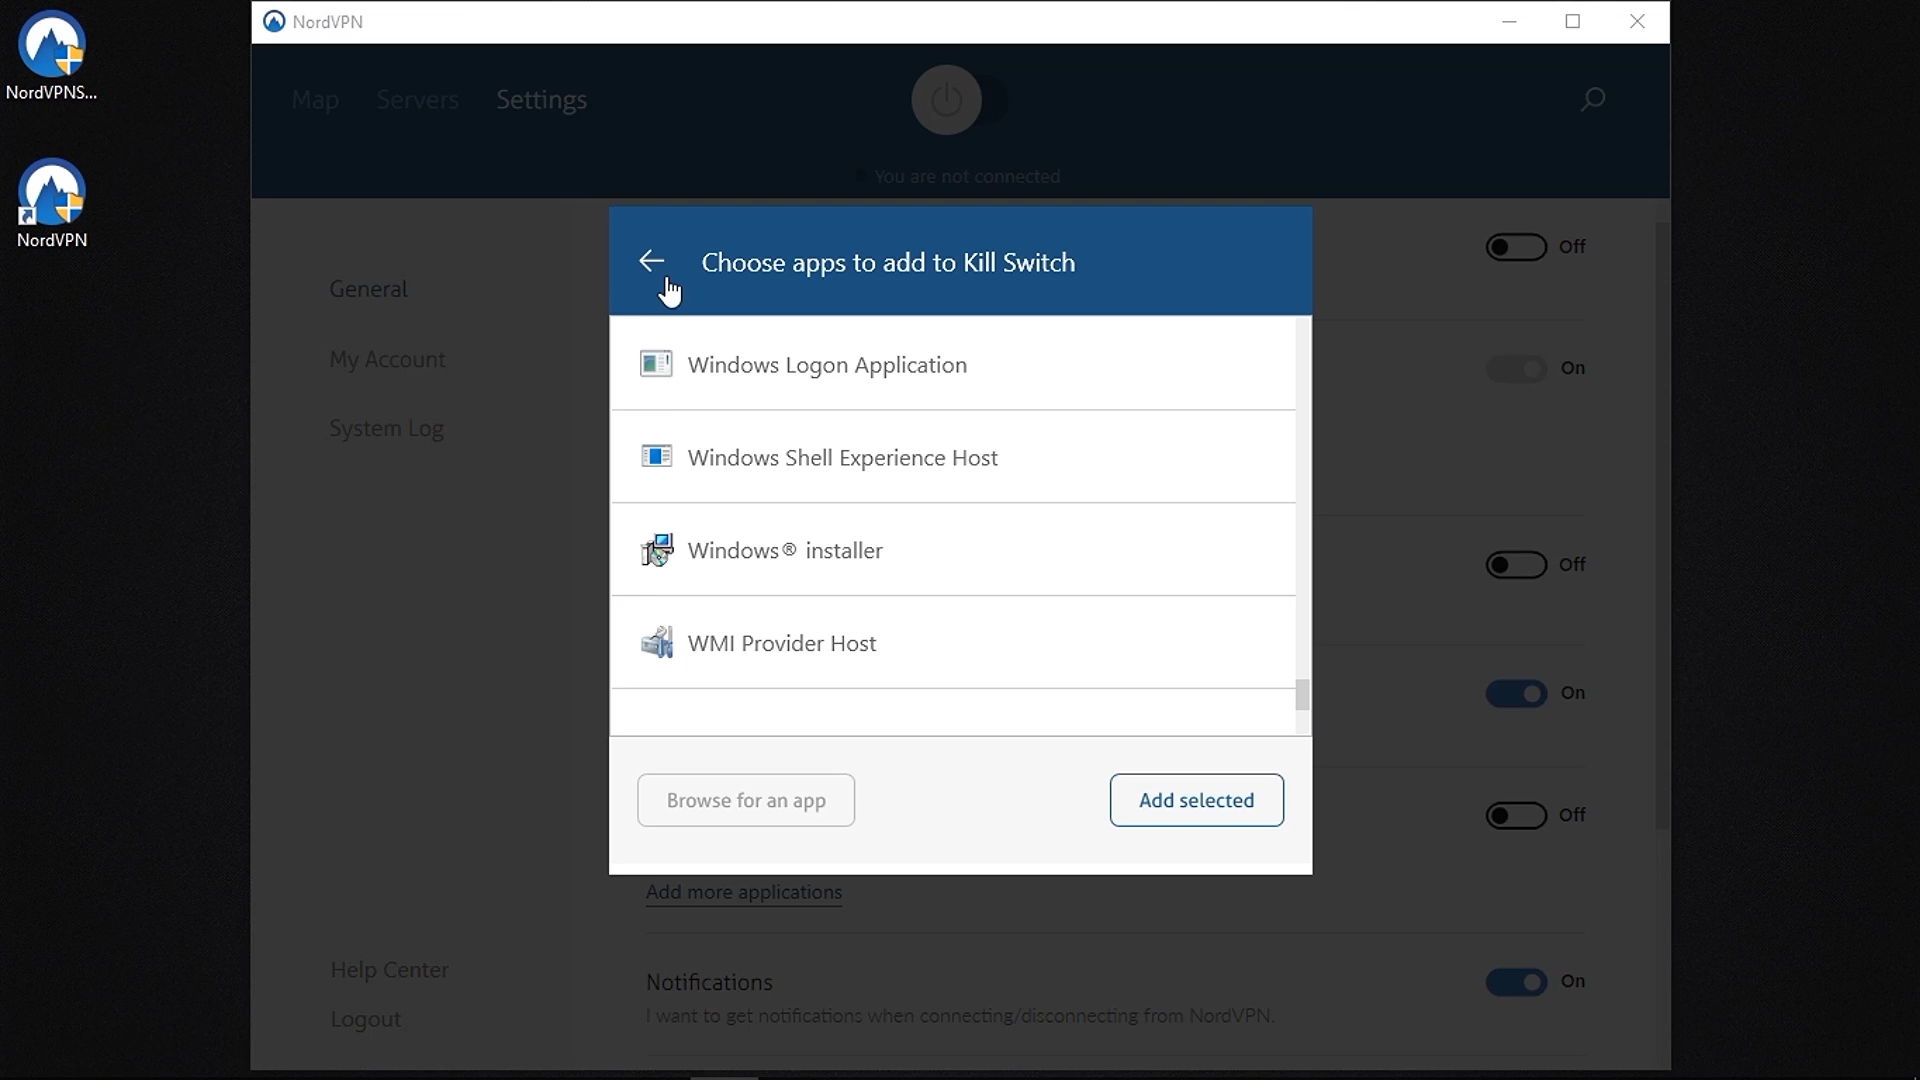 NordVPNS...
NordVPN
NordVPN
Map
Servers
Settings
You are not connected
General
My Account
System Log
Help Center
Logout
Choose apps to add to Kill Switch
Windows Logon Application
Windows Shell Experience Host
Windows® installer
WMI Provider Host
Browse for an app
Add selected
Off
On
Off
On
Off
Add more applications
Notifications
On
I want to get notifications when connecting/disconnecting from NordVPN.